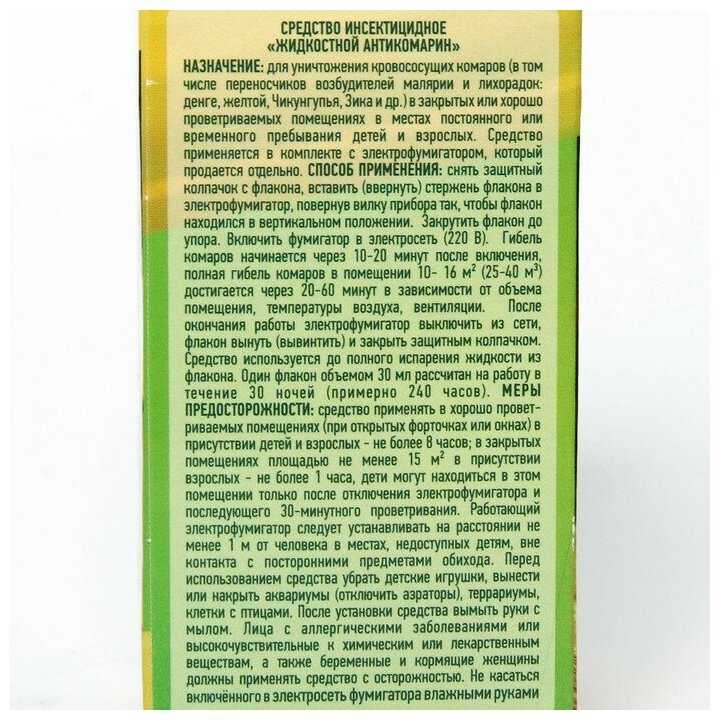 СРЕДСТВО ИНСЕКТИЦИДНОЕ
«ЖИДКОСТНОЙ АНТИКОМАРИН»
НАЗНАЧЕНИЕ: для уничтожения кровососущих комаров (в том
числе переносчиков возбудителей малярии и лихорадок:
денге, желтой, Чикунгупья, Зика и др.) в закрытых или хорошо
проветриваемых помещениях в местах постоянного или
временного пребывания детей и взрослых. Средство
применяется в комплекте с электрофумигатором, который
продается отдельно. СПОСОБ ПРИМЕНЕНИЯ: снять защитный
колпачок с флакона, вставить (ввернуть) стержень флакона в
электрофумигатор, повернув вилку прибора так, чтобы флакон
находился в вертикальном положении. Закрутить флакон до
упора. Включить фумигатор в электросеть (220 В). Гибель
комаров начинается через 10-20 минут после включения,
полная гибель комаров в помещении 10- 16 м² (25-40 м³)
достигается через 20-60 минут в зависимости от объема
помещения, температуры воздуха, вентиляции. После
окончания работы электрофумигатор выключить из сети,
флакон вынуть (вывинтить) и закрыть защитным колпачком.
Средство используется до полного испарения жидкости из
флакона. Один флакон объемом 30 мл рассчитан на работу в
течение 30 ночей (примерно 240 часов). МЕРЫ
ПРЕДОСТОРОЖНОСТИ: средство применять в хорошо провет-
риваемых помещениях (при открытых форточках или окнах) в
присутствии детей и взрослых - не более 8 часов; в закрытых
помещениях площадью не менее 15 м² в присутствии
взрослых - не более 1 часа, дети могут находиться в этом
помещении только после отключения электрофумигатора и
последующего 30-минутного проветривания. Работающий
электрофумигатор следует устанавливать на расстоянии не
менее 1 м от человека в местах, недоступных детям, вне
контакта с посторонними предметами обихода. Перед
использованием средства убрать детские игрушки, вынести
или накрыть аквариумы (отключить аэраторы), террариумы,
клетки с птицами. После установки средства вымыть руки с
мылом. Лица с аллергическими заболеваниями или
высокочувствительные к химическим или лекарственным
веществам, а также беременные и кормящие женщины
должны применять средство с осторожностью. Не касаться
включённого в электросеть фумигатора влажными руками